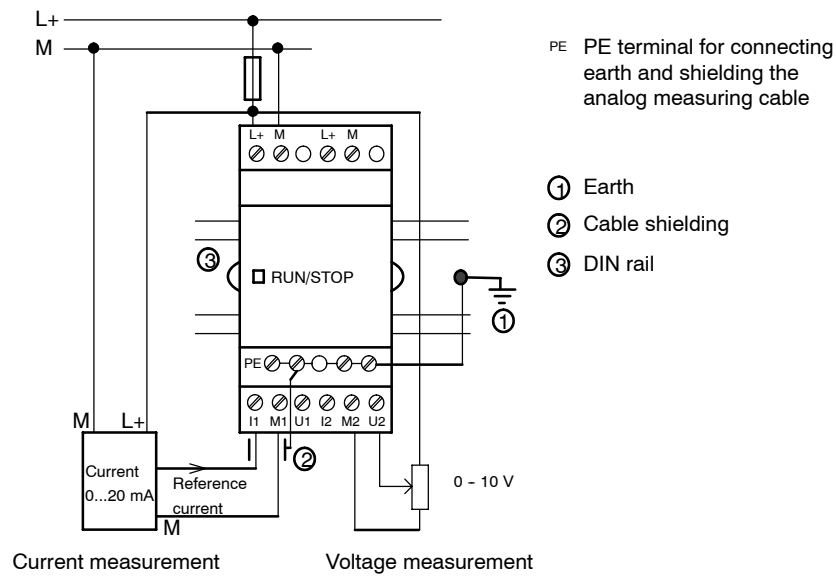 L+
M
PE PE terminal for connecting
earth and shielding the
analog measuring cable
L+ M L+ M
① Earth
② Cable shielding
③ DIN rail
③
RUN/STOP
①
PE
I1 M1 U1 I2 M2 U2
M L+
②
Current
0...20 mA
Reference
current
M
0 - 10 V
Current measurement
Voltage measurement